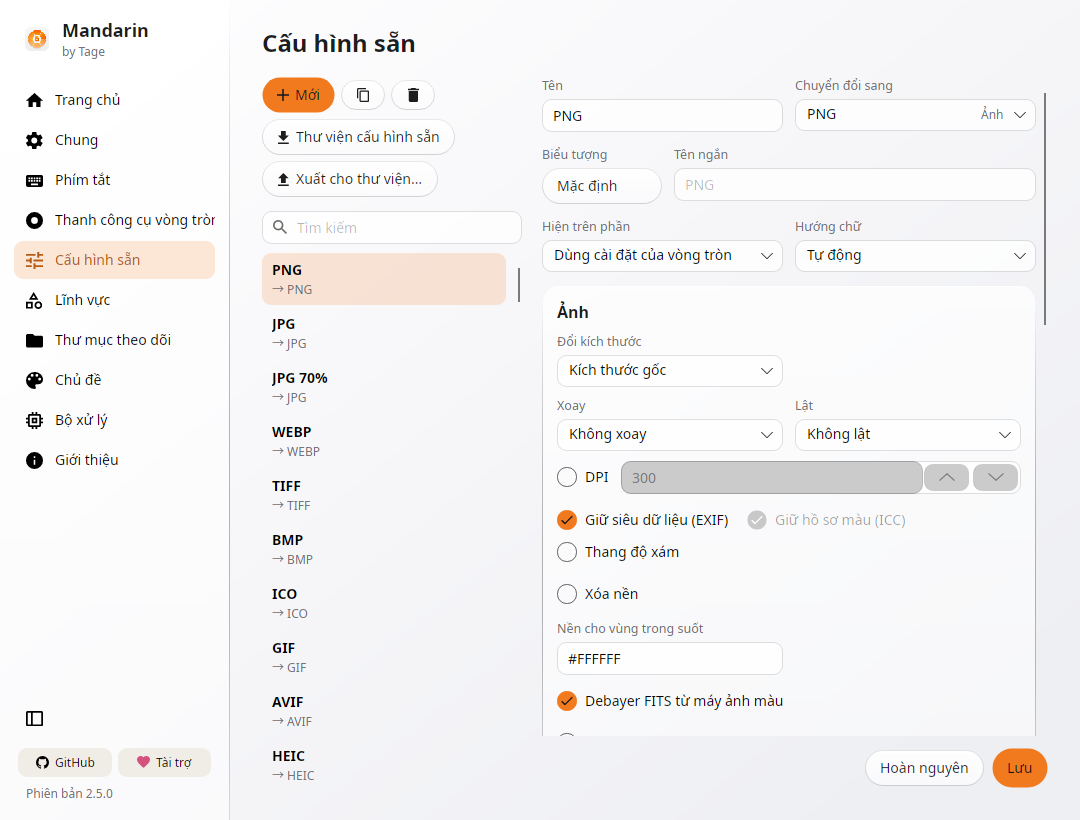 Mandarin
by Tage
Trang chủ
Chung
Phím tắt
Thanh công cụ vòng tròn
Cấu hình sẵn
Lĩnh vực
Thư mục theo dõi
Chủ đề
Bộ xử lý
Giới thiệu
GitHub
Tài trợ
Phiên bản 2.5.0
Cấu hình sẵn
Mới
Thư viện cấu hình sẵn
Xuất cho thư viện...
Tìm kiếm
PNG
→ PNG
JPG
→ JPG
JPG 70%
→ JPG
WEBP
→ WEBP
TIFF
→ TIFF
BMP
→ BMP
ICO
→ ICO
GIF
→ GIF
AVIF
→ AVIF
HEIC
→ HEIC
Tên
Chuyển đổi sang
PNG
PNG Ảnh
Biểu tượng
Tên ngắn
Mặc định
PNG
Hiện trên phần
Hướng chữ
Dùng cài đặt của vòng tròn
Tự động
Ảnh
Đổi kích thước
Kích thước gốc
Xoay
Lật
Không xoay
Không lật
DPI
300
Giữ siêu dữ liệu (EXIF)
Giữ hồ sơ màu (ICC)
Thang độ xám
Xóa nền
Nền cho vùng trong suốt
#FFFFFF
Debayer FITS từ máy ảnh màu
Hoàn nguyên
Lưu